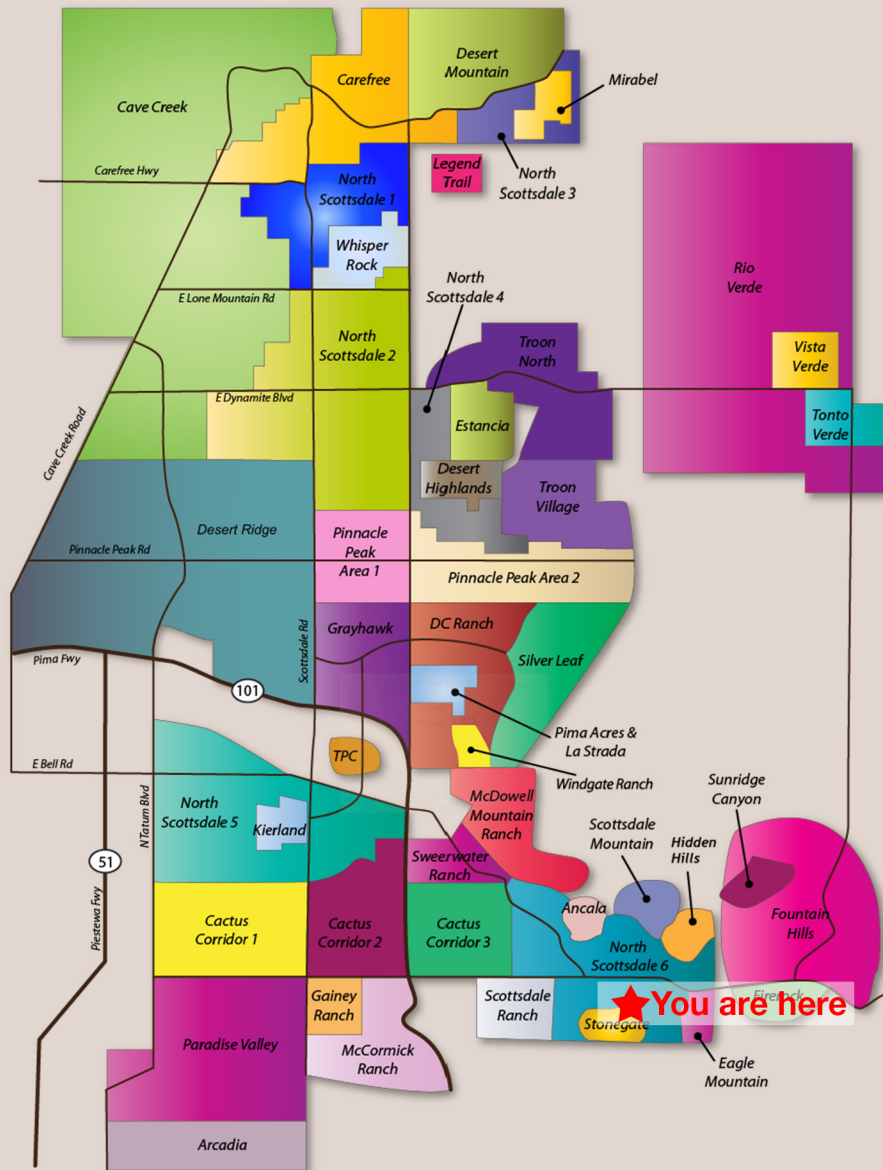 Desert
Mountain
Carefree
Mirabel
Cave Creek
Carefree Hwy
Legend
Trail
North
Scottsdale 3
North
Scottsdale 1
Whisper
Rock
Rio
Verde
E Lone Mountain Rd
North
Scottsdale 4
North
Scottsdale 2
Troon
North
Vista
Verde
E Dynamite Blvd
Tonto
Verde
Cave Creek Road
Estancia
Desert
Highlands
Troon
Village
Desert Ridge
Pinnacle
Peak
Area 1
Pinnacle Peak Rd
Pinnacle Peak Area 2
Scottsdale Rd
Grayhawk
DC Ranch
Silver Leaf
Pima Fwy
101
Pima Acres &
La Strada
TPC
E Bell Rd
Windgate Ranch
Sunridge
Canyon
N Tatum Blvd
North
Scottsdale 5
Kierland
McDowell
Mountain
Ranch
Scottsdale
Mountain
Hidden
Hills
51
Sweerwater
Ranch
Piestewa Fwy
Cactus
Corridor 1
Cactus
Corridor 2
Cactus
Corridor 3
Ancala
North
Scottsdale 6
Fountain
Hills
Gainey
Ranch
Scottsdale
Ranch
Firerock
You are here
Stonegate
Paradise Valley
McCormick
Ranch
Eagle
Mountain
Arcadia